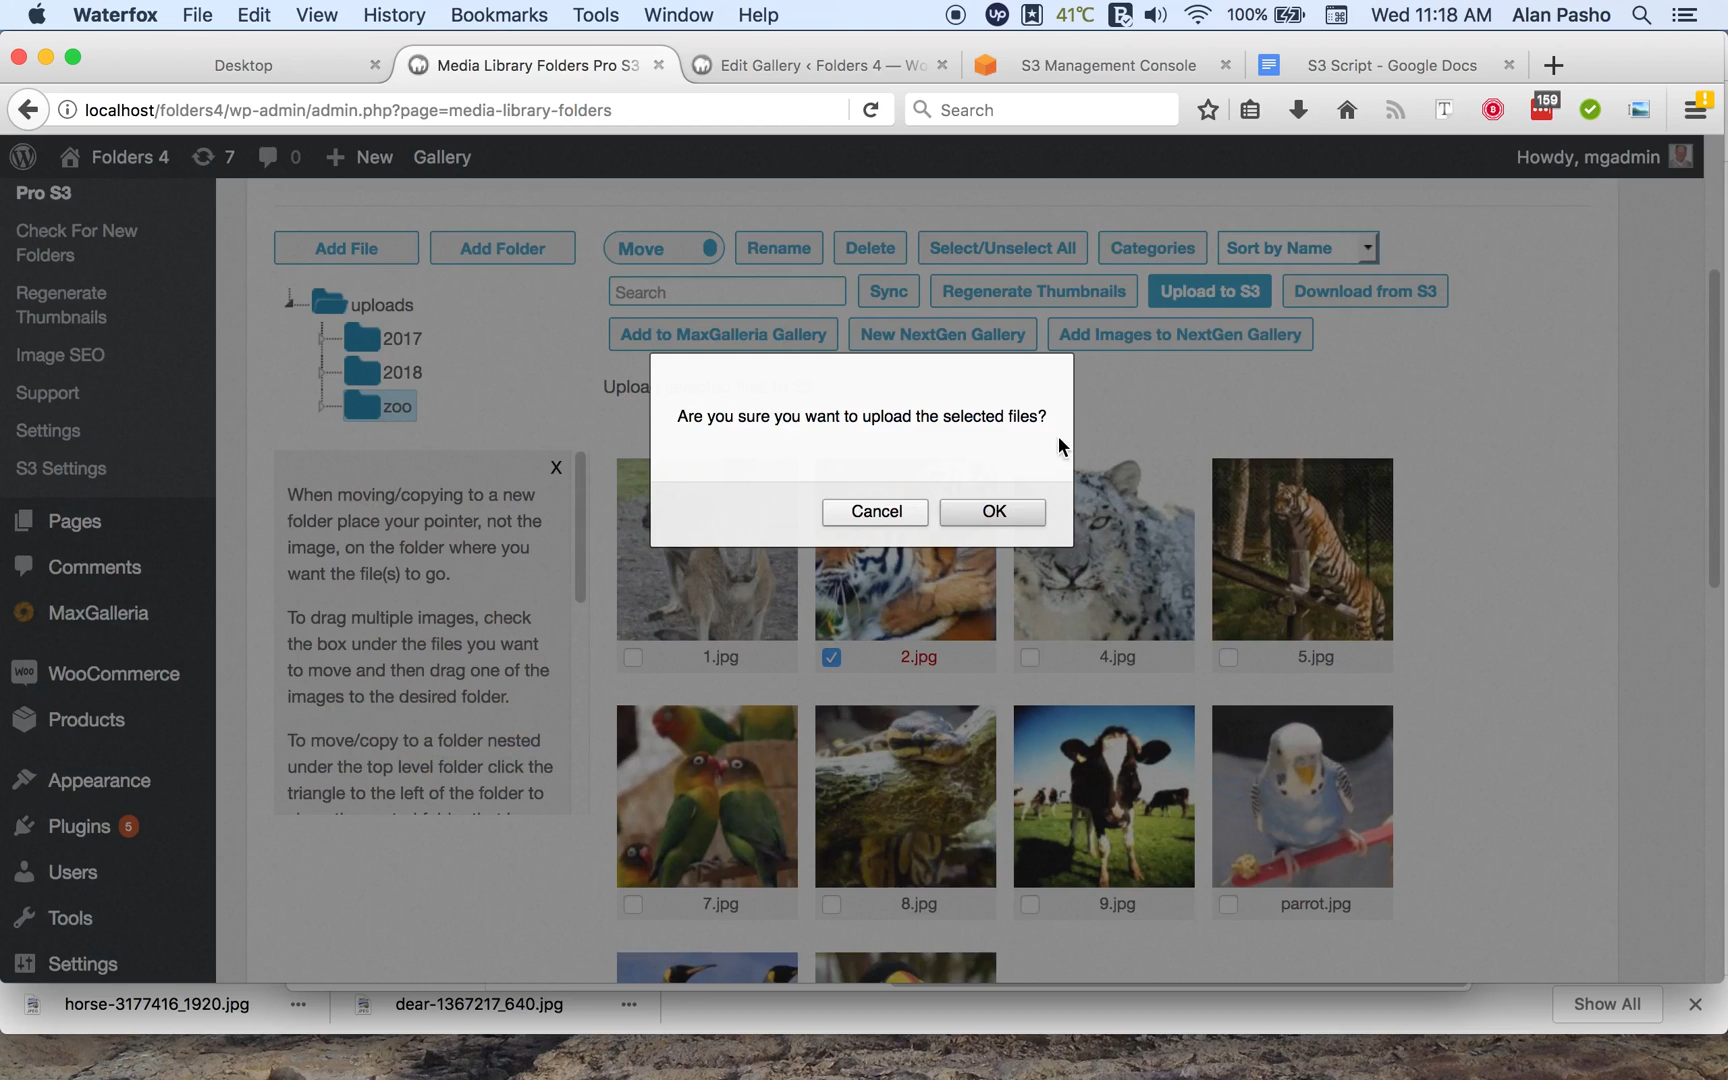 Waterfox File Edit View History Bookmarks Tools Window Help
up 41°C 100% Wed 11:18 AM Alan Pasho
Desktop
Media Library Folders Pro S3
Edit Gallery ‹ Folders 4 — Wo
S3 Management Console
S3 Script - Google Docs
localhost/folders4/wp-admin/admin.php?page=media-library-folders
Search
159
Folders 4 7 0 New Gallery
Howdy, mgadmin
Pro S3
Check For New
Folders
Regenerate
Thumbnails
Image SEO
Support
Settings
S3 Settings
Pages
Comments
MaxGalleria
Woo WooCommerce
Products
Appearance
Plugins 5
Users
Tools
Settings
Add File Add Folder
uploads
2017
2018
zoo
X
When moving/copying to a new
folder place your pointer, not the
image, on the folder where you
want the file(s) to go.
To drag multiple images, check
the box under the files you want
to move and then drag one of the
images to the desired folder.
To move/copy to a folder nested
under the top level folder click the
triangle to the left of the folder to
Move Rename Delete Select/Unselect All Categories Sort by Name
Search Sync Regenerate Thumbnails Upload to S3 Download from S3
Add to MaxGalleria Gallery New NextGen Gallery Add Images to NextGen Gallery
Are you sure you want to upload the selected files?
Cancel OK
1.jpg 2.jpg 4.jpg 5.jpg
7.jpg 8.jpg 9.jpg parrot.jpg
horse-3177416_1920.jpg
dear-1367217_640.jpg
Show All